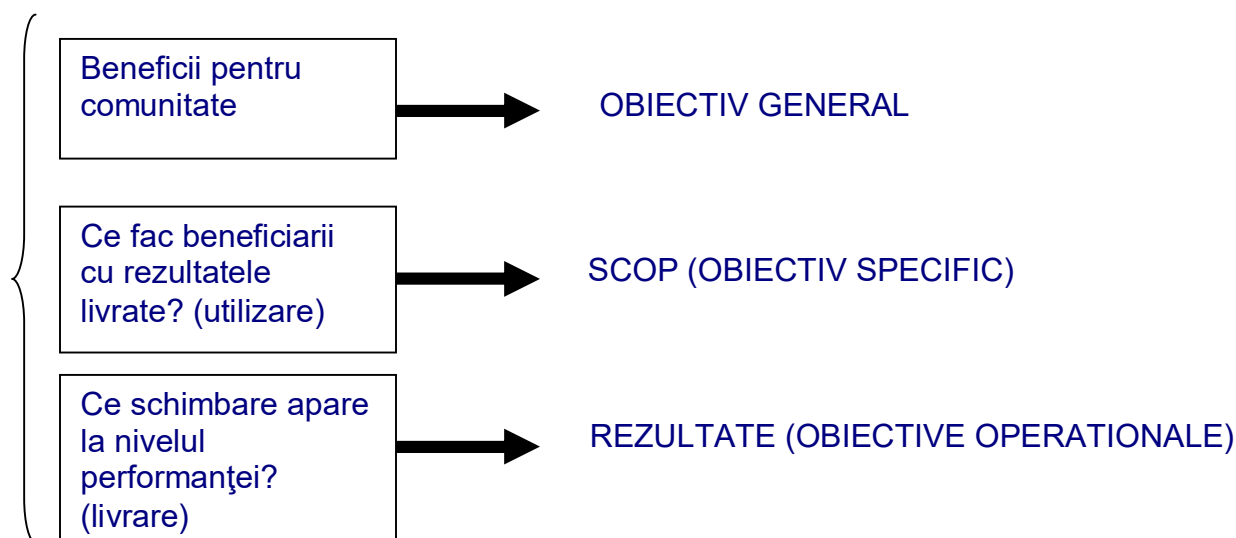 Beneficii pentru
comunitate
OBIECTIV GENERAL
Ce fac beneficiarii
cu rezultatele
livrate? (utilizare)
SCOP (OBIECTIV SPECIFIC)
Ce schimbare apare
la nivelul
performanţei?
(livrare)
REZULTATE (OBIECTIVE OPERATIONALE)